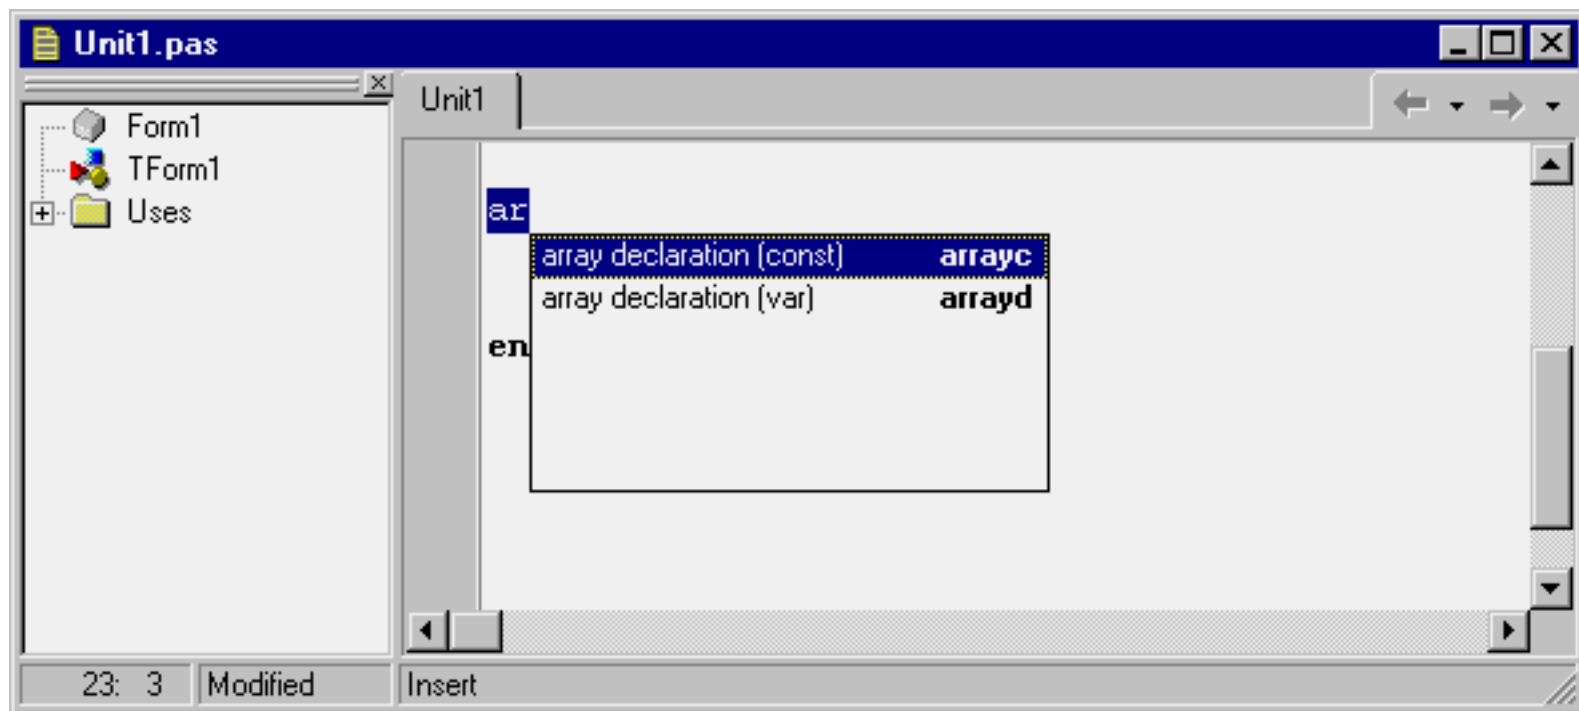 Unit1.pas
Form1
TForm1
Uses
Unit1
ar
array declaration (const) arrayc
array declaration (var) arrayd
en
23: 3 Modified Insert